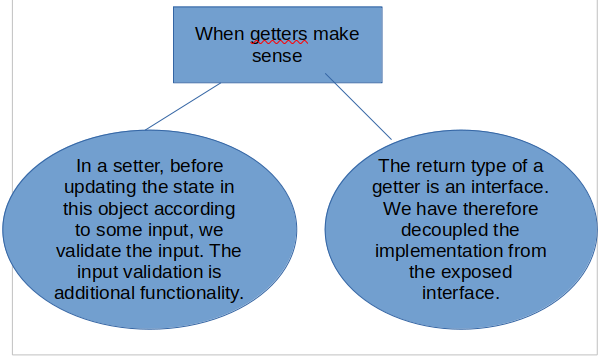 When getters make
sense
In a setter, before
updating the state in
this object according
to some input, we
validate the input. The
input validation is
additional functionality.
The return type of a
getter is an interface.
We have therefore
decoupled the
implementation from
the exposed
interface.